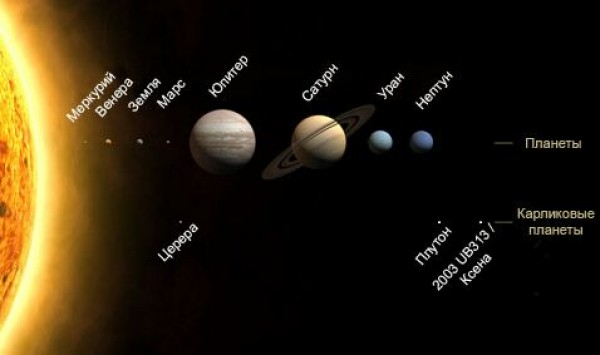 Меркурий
Венера
Земля
Марс
Юпитер
Сатурн
Уран
Нептун
Планеты
Церера
Плутон
2003 UB313 /
Ксена
Карликовые
планеты